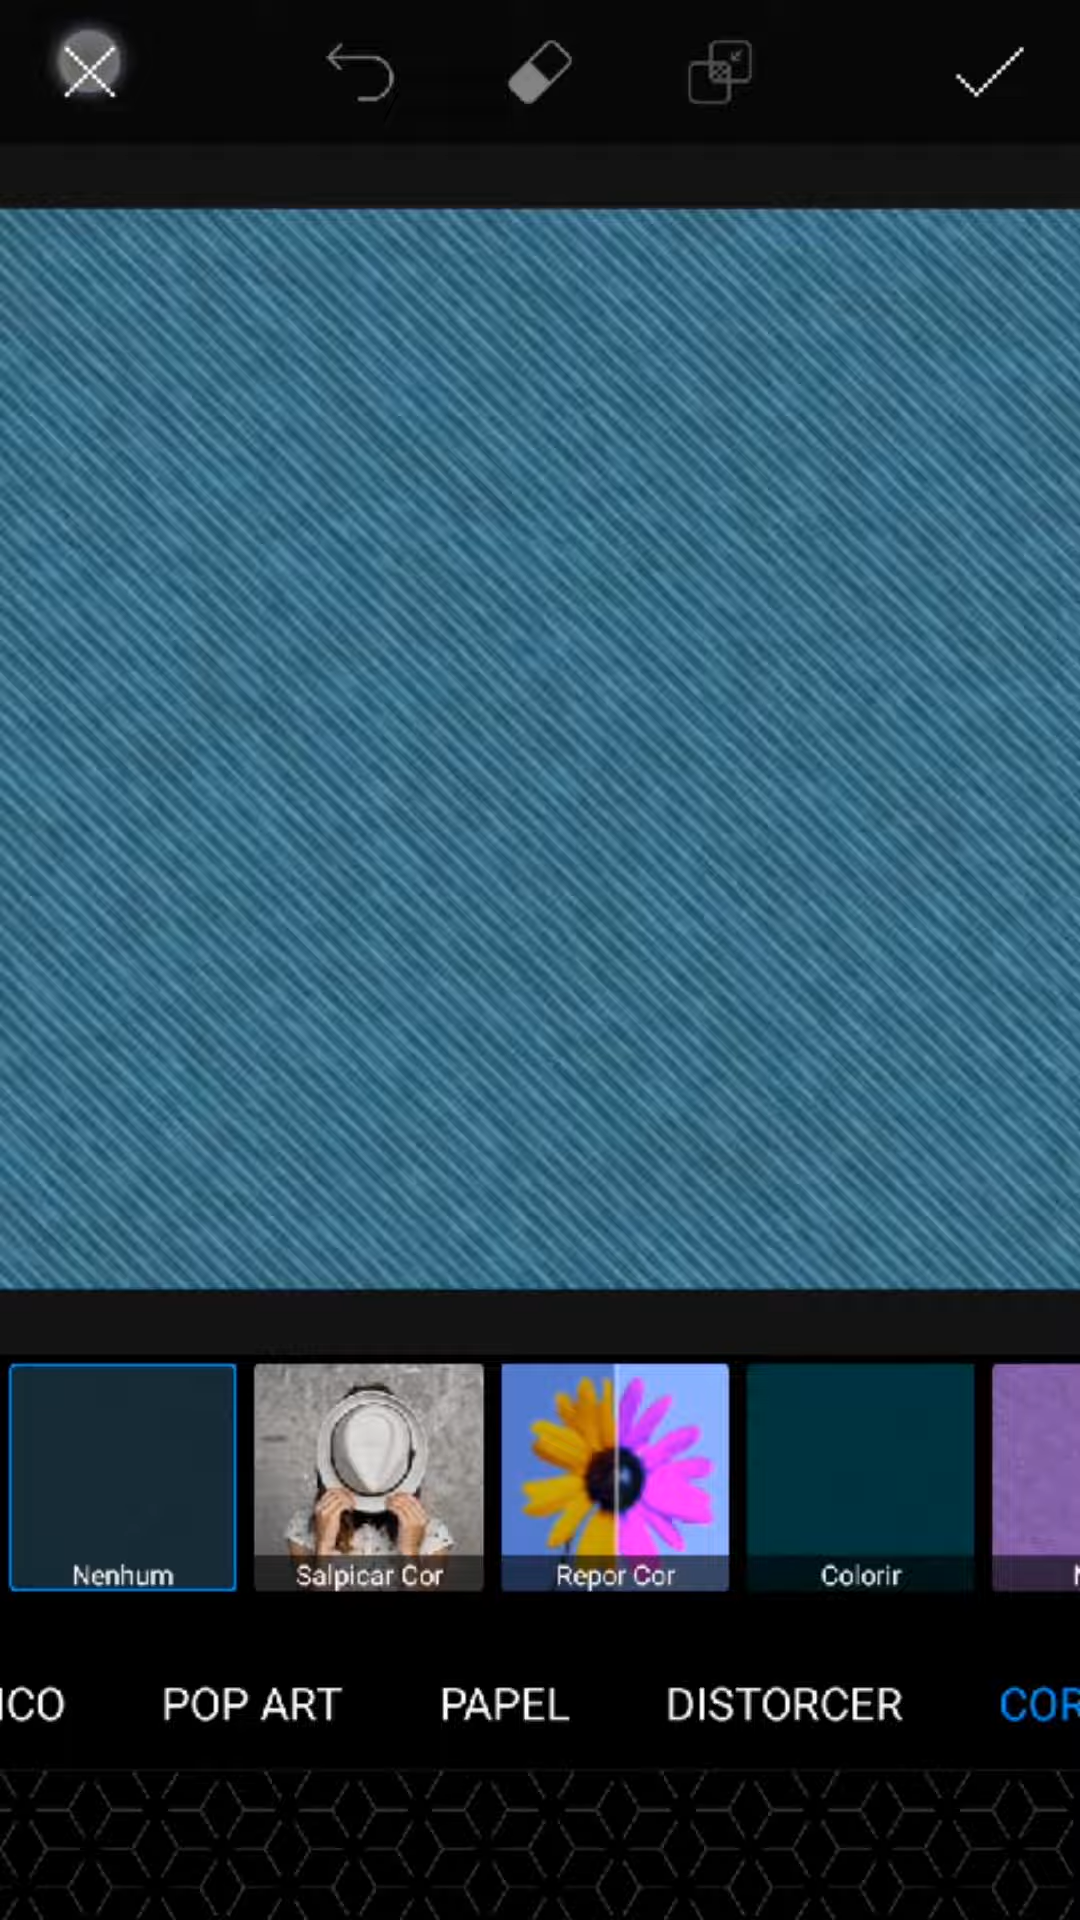 Nenhum
Salpicar Cor
Repor Cor
Colorir
ICO
POP ART
PAPEL
DISTORCER
COR